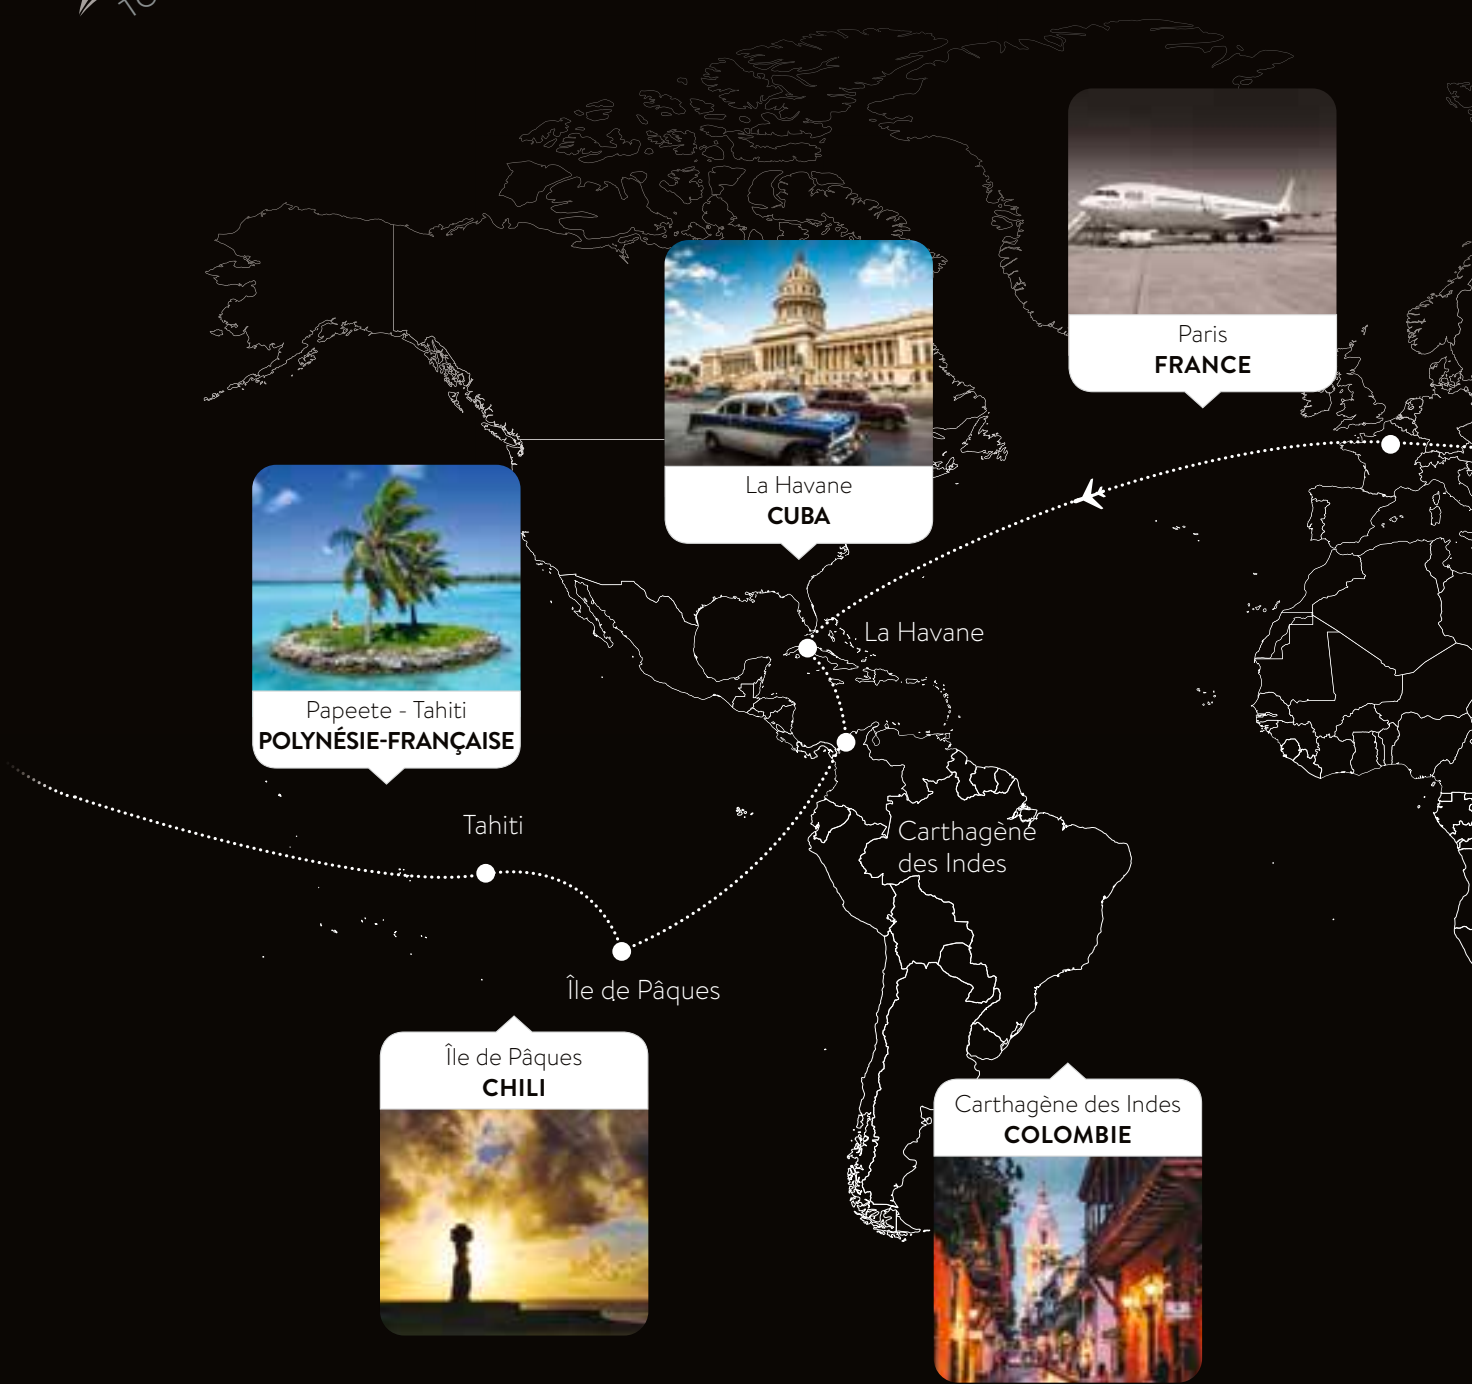 Paris
FRANCE
La Havane
CUBA
La Havane
Papeete - Tahiti
POLYNÉSIE-FRANÇAISE
Tahiti
Carthagène
des Indes
Île de Pâques
Île de Pâques
CHILI
Carthagène des Indes
COLOMBIE